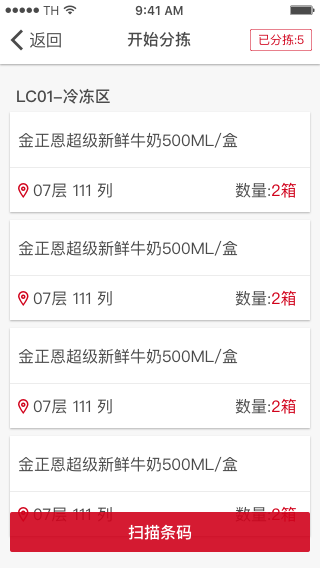 TH 9:41 AM
返回 开始分拣 已分拣:5
LC01-冷冻区
金正恩超级新鲜牛奶500ML/盒
07层 111 列 数量:2箱
金正恩超级新鲜牛奶500ML/盒
07层 111 列 数量:2箱
金正恩超级新鲜牛奶500ML/盒
07层 111 列 数量:2箱
金正恩超级新鲜牛奶500ML/盒
07层 111 列 数量:2箱
扫描条码